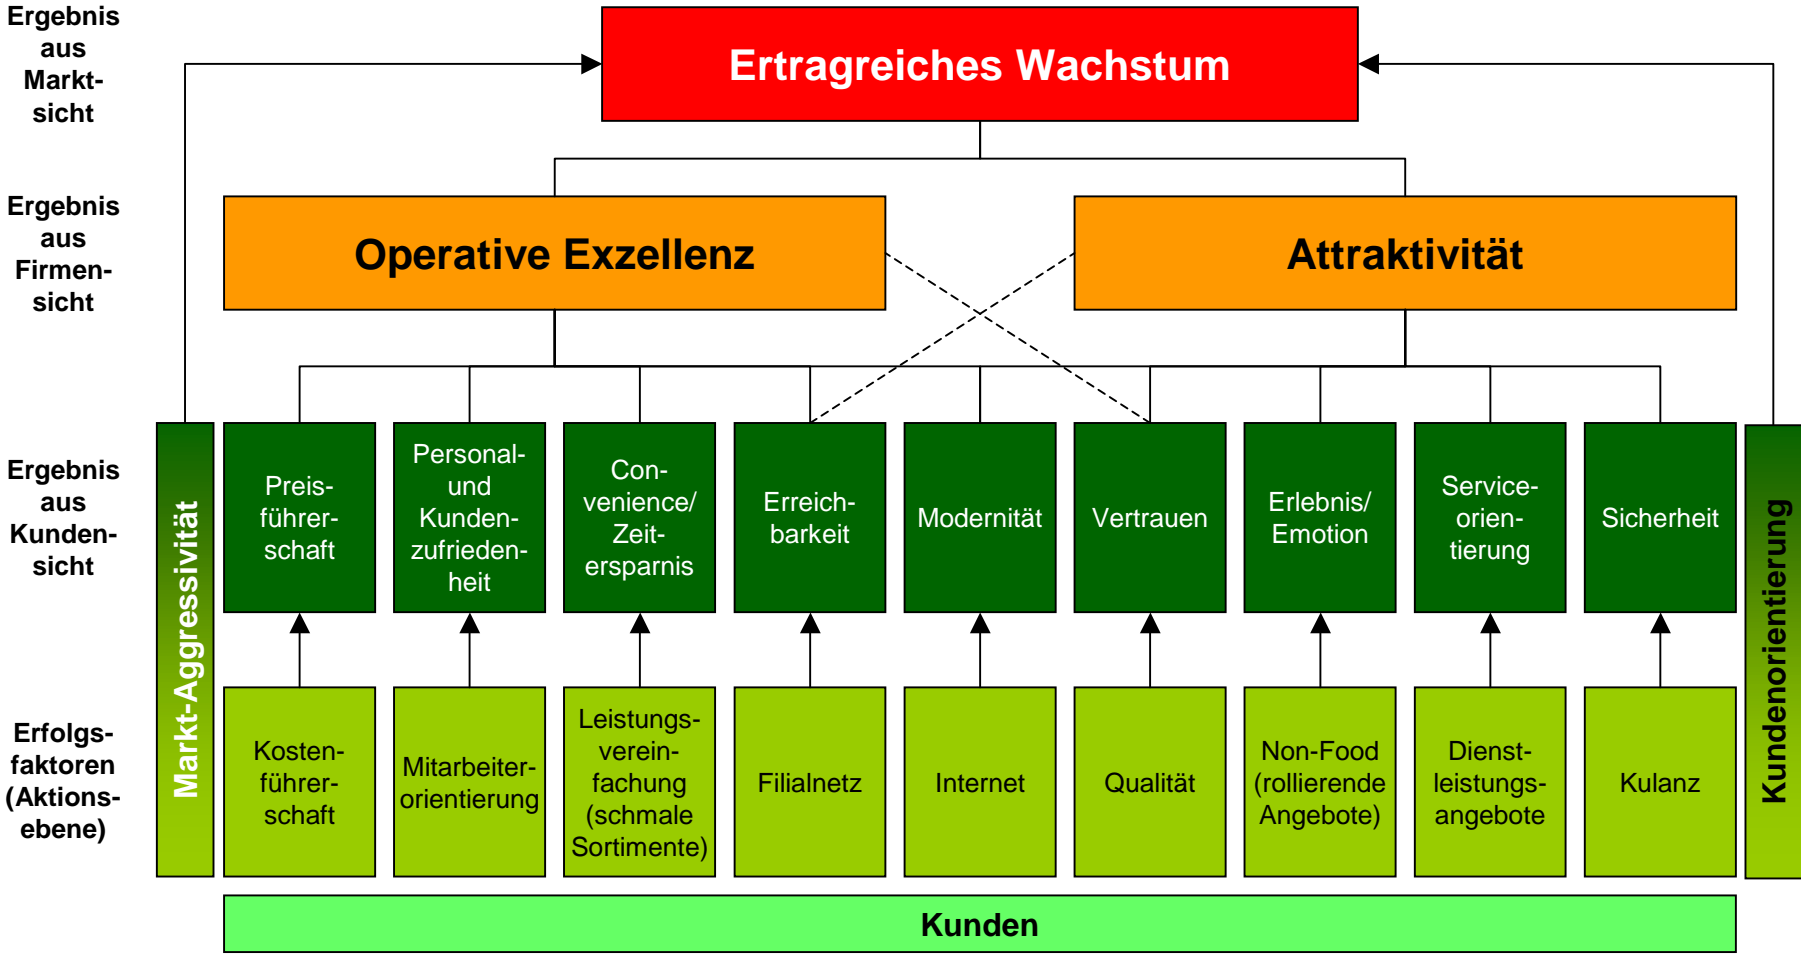 Ergebnis
aus
Markt-
sicht
Ertragreiches Wachstum
Ergebnis
aus
Firmen-
sicht
Operative Exzellenz
Attraktivität
Ergebnis
aus
Kunden-
sicht
Markt-Aggressivität
Preis-
führer-
schaft
Personal-
und
Kunden-
zufrieden-
heit
Con-
venience/
Zeit-
ersparnis
Erreich-
barkeit
Modernität
Vertrauen
Erlebnis/
Emotion
Service-
orien-
tierung
Sicherheit
Kundenorientierung
Erfolgs-
faktoren
(Aktions-
ebene)
Kosten-
führer-
schaft
Mitarbeiter-
orientierung
Leistungs-
verein-
fachung
(schmale
Sortimente)
Filialnetz
Internet
Qualität
Non-Food
(rollierende
Angebote)
Dienst-
leistungs-
angebote
Kulanz
Kunden